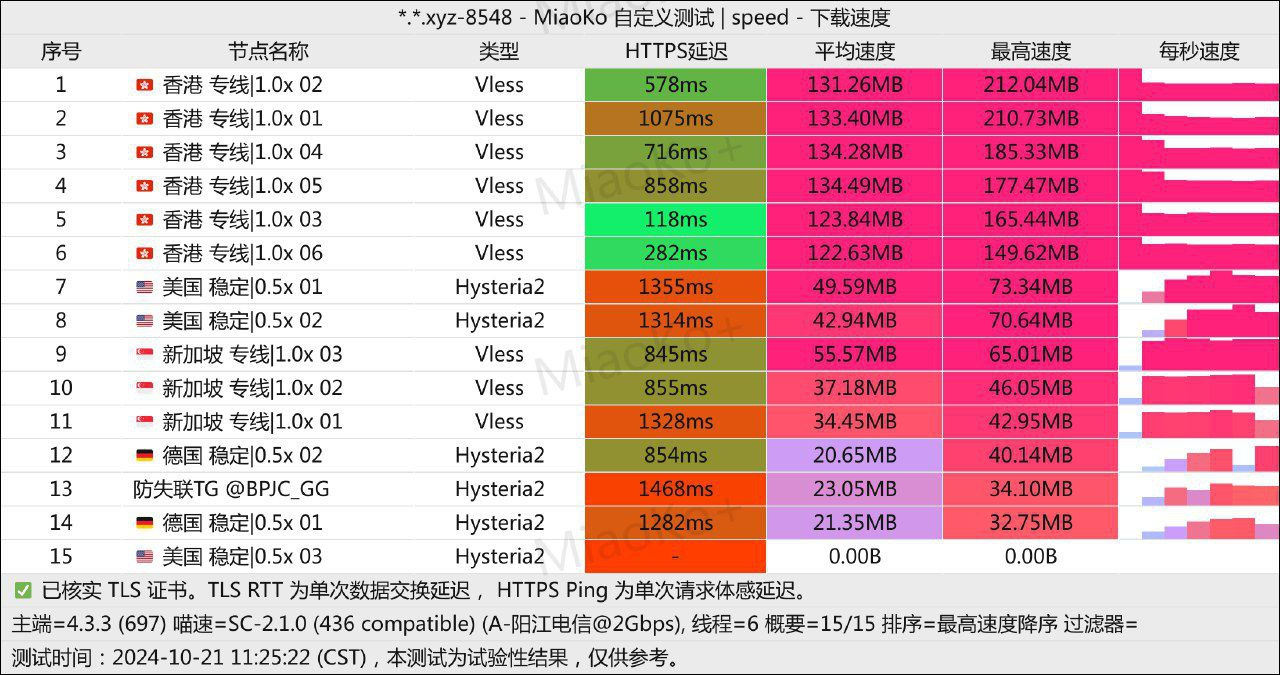 *.*.xyz-8548 - MiaoKo 自定义测试 | speed - 下载速度
序号 节点名称 类型 HTTPS延迟 平均速度 最高速度 每秒速度
1 香港 专线|1.0x 02 Vless 578ms 131.26MB 212.04MB
2 香港 专线|1.0x 01 Vless 1075ms 133.40MB 210.73MB
3 香港 专线|1.0x 04 Vless 716ms 134.28MB 185.33MB
4 香港 专线|1.0x 05 Vless 858ms 134.49MB 177.47MB
5 香港 专线|1.0x 03 Vless 118ms 123.84MB 165.44MB
6 香港 专线|1.0x 06 Vless 282ms 122.63MB 149.62MB
7 美国 稳定|0.5x 01 Hysteria2 1355ms 49.59MB 73.34MB
8 美国 稳定|0.5x 02 Hysteria2 1314ms 42.94MB 70.64MB
9 新加坡 专线|1.0x 03 Vless 845ms 55.57MB 65.01MB
10 新加坡 专线|1.0x 02 Vless 855ms 37.18MB 46.05MB
11 新加坡 专线|1.0x 01 Vless 1328ms 34.45MB 42.95MB
12 德国 稳定|0.5x 02 Hysteria2 854ms 20.65MB 40.14MB
13 防失联TG @BPJC_GG Hysteria2 1468ms 23.05MB 34.10MB
14 德国 稳定|0.5x 01 Hysteria2 1282ms 21.35MB 32.75MB
15 美国 稳定|0.5x 03 Hysteria2 - 0.00B 0.00B
✅ 已核实 TLS 证书。TLS RTT 为单次数据交换延迟， HTTPS Ping 为单次请求体感延迟。
主端=4.3.3 (697) 喵速=SC-2.1.0 (436 compatible) (A-阳江电信@2Gbps), 线程=6 概要=15/15 排序=最高速度降序 过滤器=
测试时间：2024-10-21 11:25:22 (CST)，本测试为试验性结果，仅供参考。
MiaoKo+
MiaoKo+
MiaoKo+